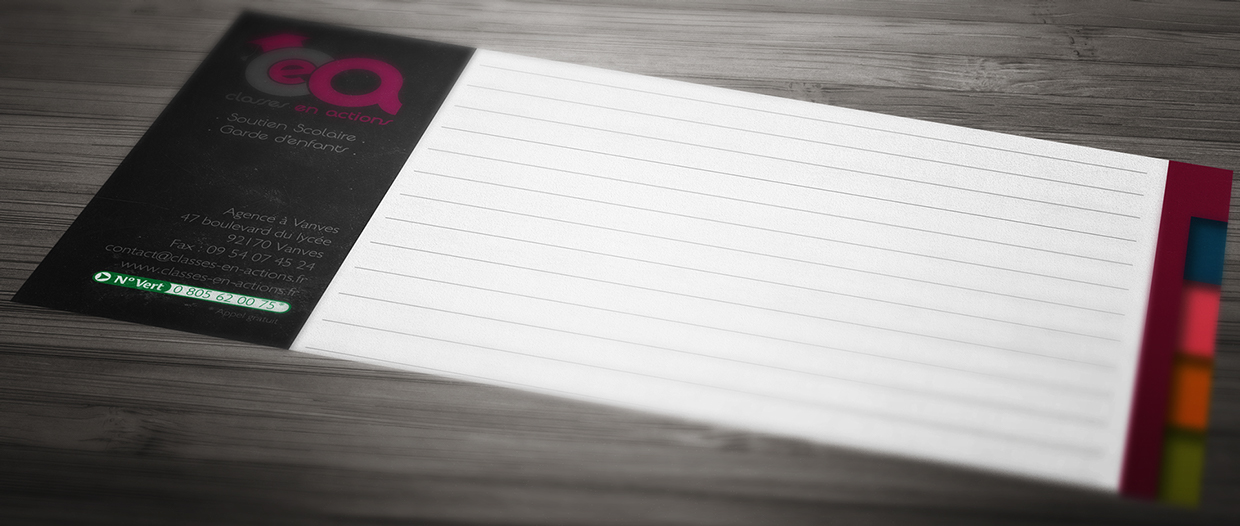 ea
classes en actions
. Soutien Scolaire .
. Garde d'enfants .
Agence à Vanves
47 boulevard du lycée
92170 Vanves
Fax : 09 54 07 45 24
contact@classes-en-actions.fr
www.classes-en-actions.fr
N° Vert 0 805 62 00 75*
* Appel gratuit